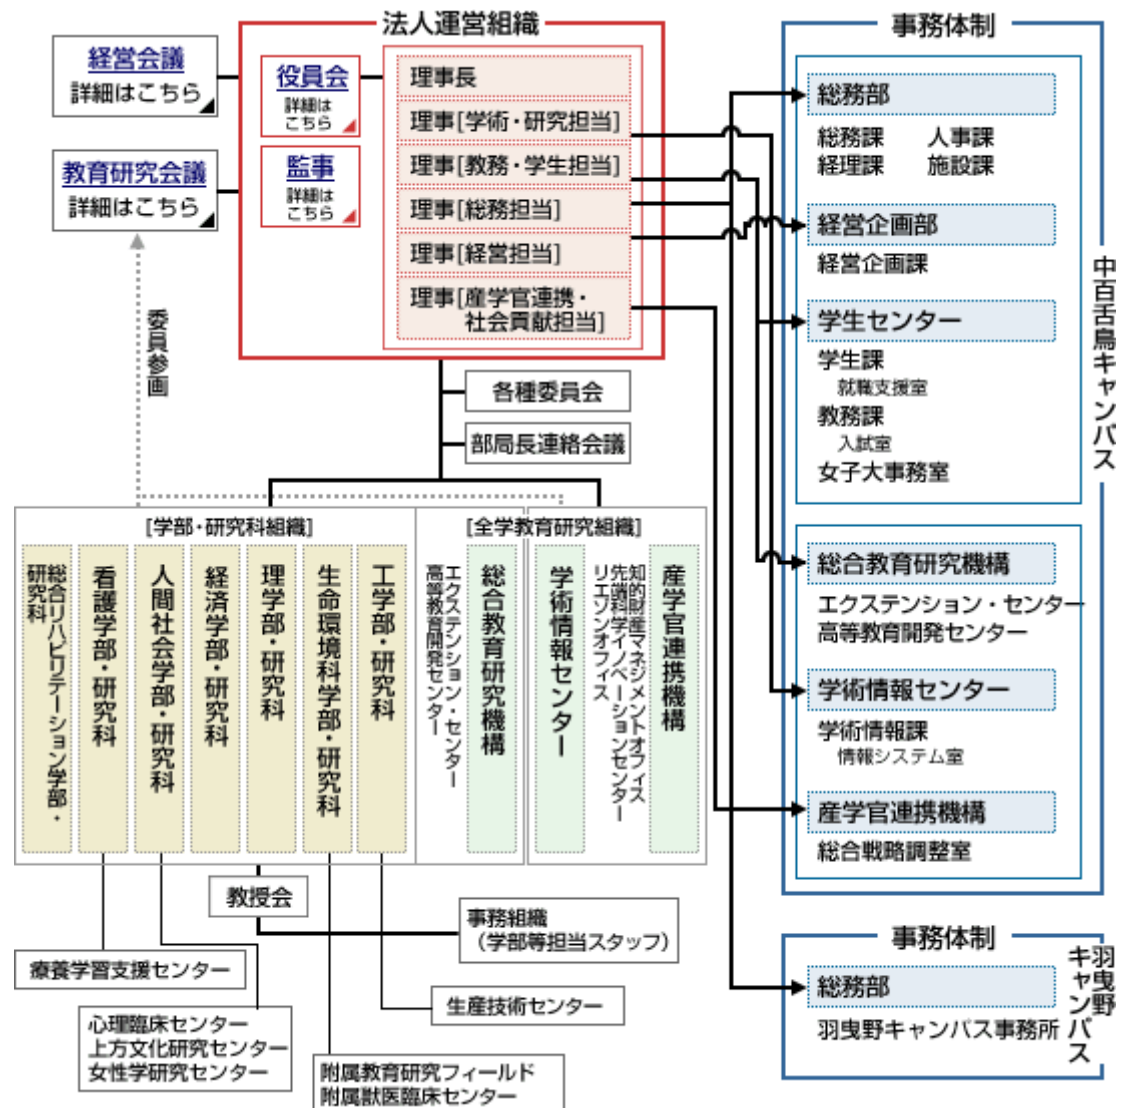 法人運営組織
経営会議
詳細はこちら
教育研究会議
詳細はこちら
役員会
詳細は
こちら
監事
詳細は
こちら
理事長
理事[学術・研究担当]
理事[教務・学生担当]
理事[総務担当]
理事[経営担当]
理事[産学官連携・
社会貢献担当]
委員参画
各種委員会
部局長連絡会議
[学部・研究科組織]
総合リハビリテーション学部・
研究科
看護学部・研究科
人間社会学部・研究科
経済学部・研究科
理学部・研究科
生命環境科学部・研究科
工学部・研究科
[全学教育研究組織]
エクステンション・センター
高等教育開発センター
総合教育研究機構
学術情報センター
知的財産マネジメントオフィス
先端科学イノベーションセンター
リエゾンオフィス
産学官連携機構
教授会
事務組織
（学部等担当スタッフ）
療養学習支援センター
心理臨床センター
上方文化研究センター
女性学研究センター
生産技術センター
附属教育研究フィールド
附属獣医臨床センター
事務体制
総務部
総務課 人事課
経理課 施設課
経営企画部
経営企画課
学生センター
学生課
就職支援室
教務課
入試室
女子大事務室
総合教育研究機構
エクステンション・センター
高等教育開発センター
学術情報センター
学術情報課
情報システム室
産学官連携機構
総合戦略調整室
中百舌鳥キャンパス
事務体制
総務部
羽曳野キャンパス事務所
羽曳野
キャンパス